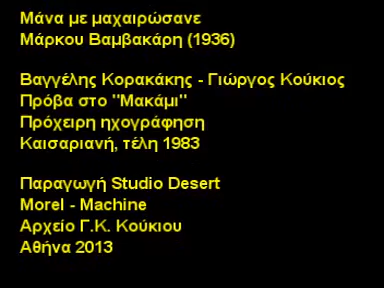 Μάνα με μαχαιρώσανε
Μάρκου Βαμβακάρη (1936)
Βαγγέλης Κορακάκης - Γιώργος Κούκιος
Πρόβα στο "Μακάμι"
Πρόχειρη ηχογράφηση
Καισαριανή, τέλη 1983
Παραγωγή Studio Desert
Morel - Machine
Αρχείο Γ.Κ. Κούκιου
Αθήνα 2013